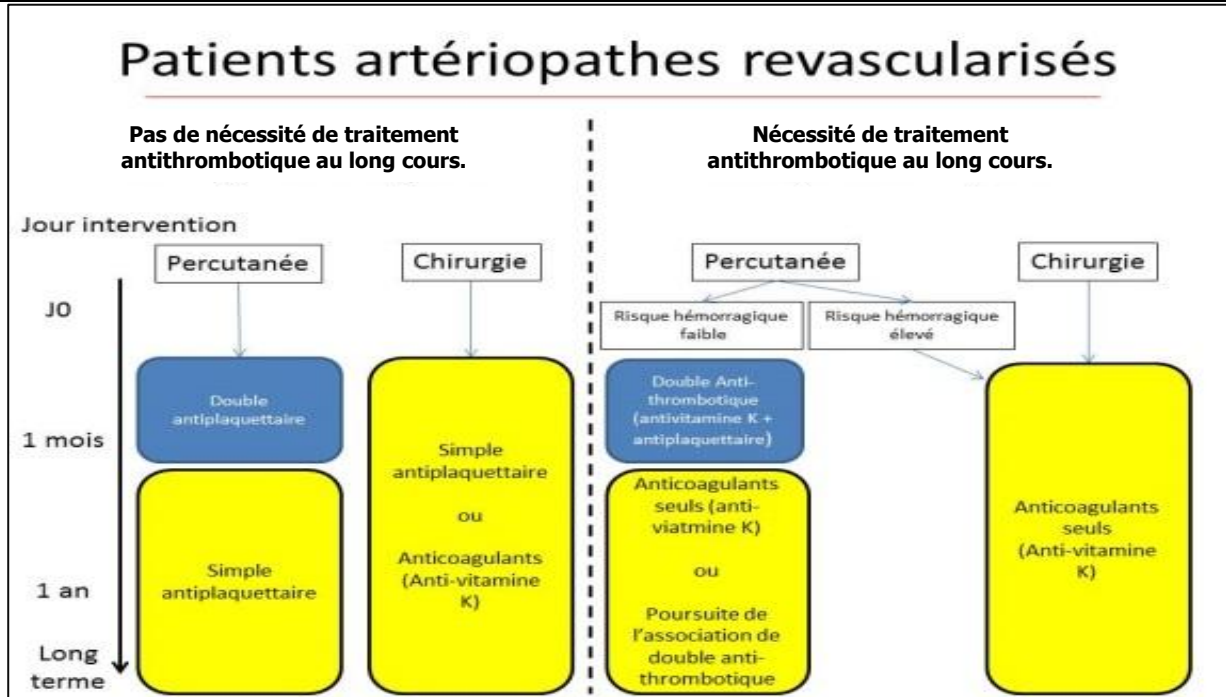 Patients artériopathes revascularisés
Pas de nécessité de traitement
antithrombotique au long cours.
Nécessité de traitement
antithrombotique au long cours.
Jour intervention
Percutanée
Chirurgie
Percutanée
Chirurgie
J0
Risque hémorragique
faible
Risque hémorragique
élevé
Double
antiplaquettaire
Double Anti-
thrombotique
(antivitamine K +
antiplaquettaire)
1 mois
Simple
antiplaquettaire
ou
Anticoagulants
(Anti-vitamine
K)
Simple
antiplaquettaire
Anticoagulants
seuls (anti-
viatmine K)
ou
Poursuite de
l'association de
double anti-
thrombotique
Anticoagulants
seuls
(Anti-vitamine
K)
1 an
Long
terme